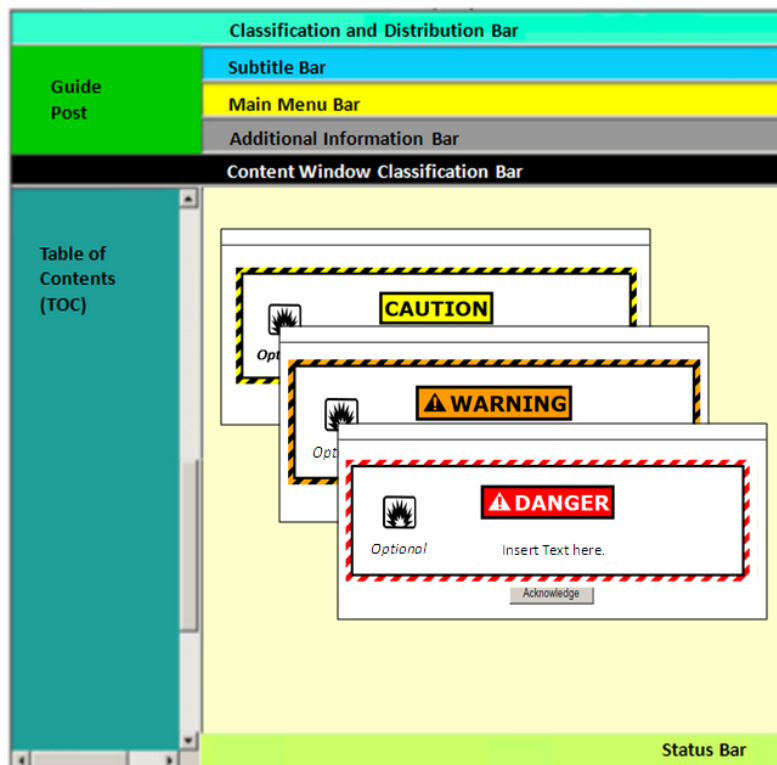 Classification and Distribution Bar
Guide
Post
Subtitle Bar
Main Menu Bar
Additional Information Bar
Content Window Classification Bar
Table of
Contents
(TOC)
CAUTION
WARNING
DANGER
Optional
Insert Text here.
Acknowledge
Status Bar